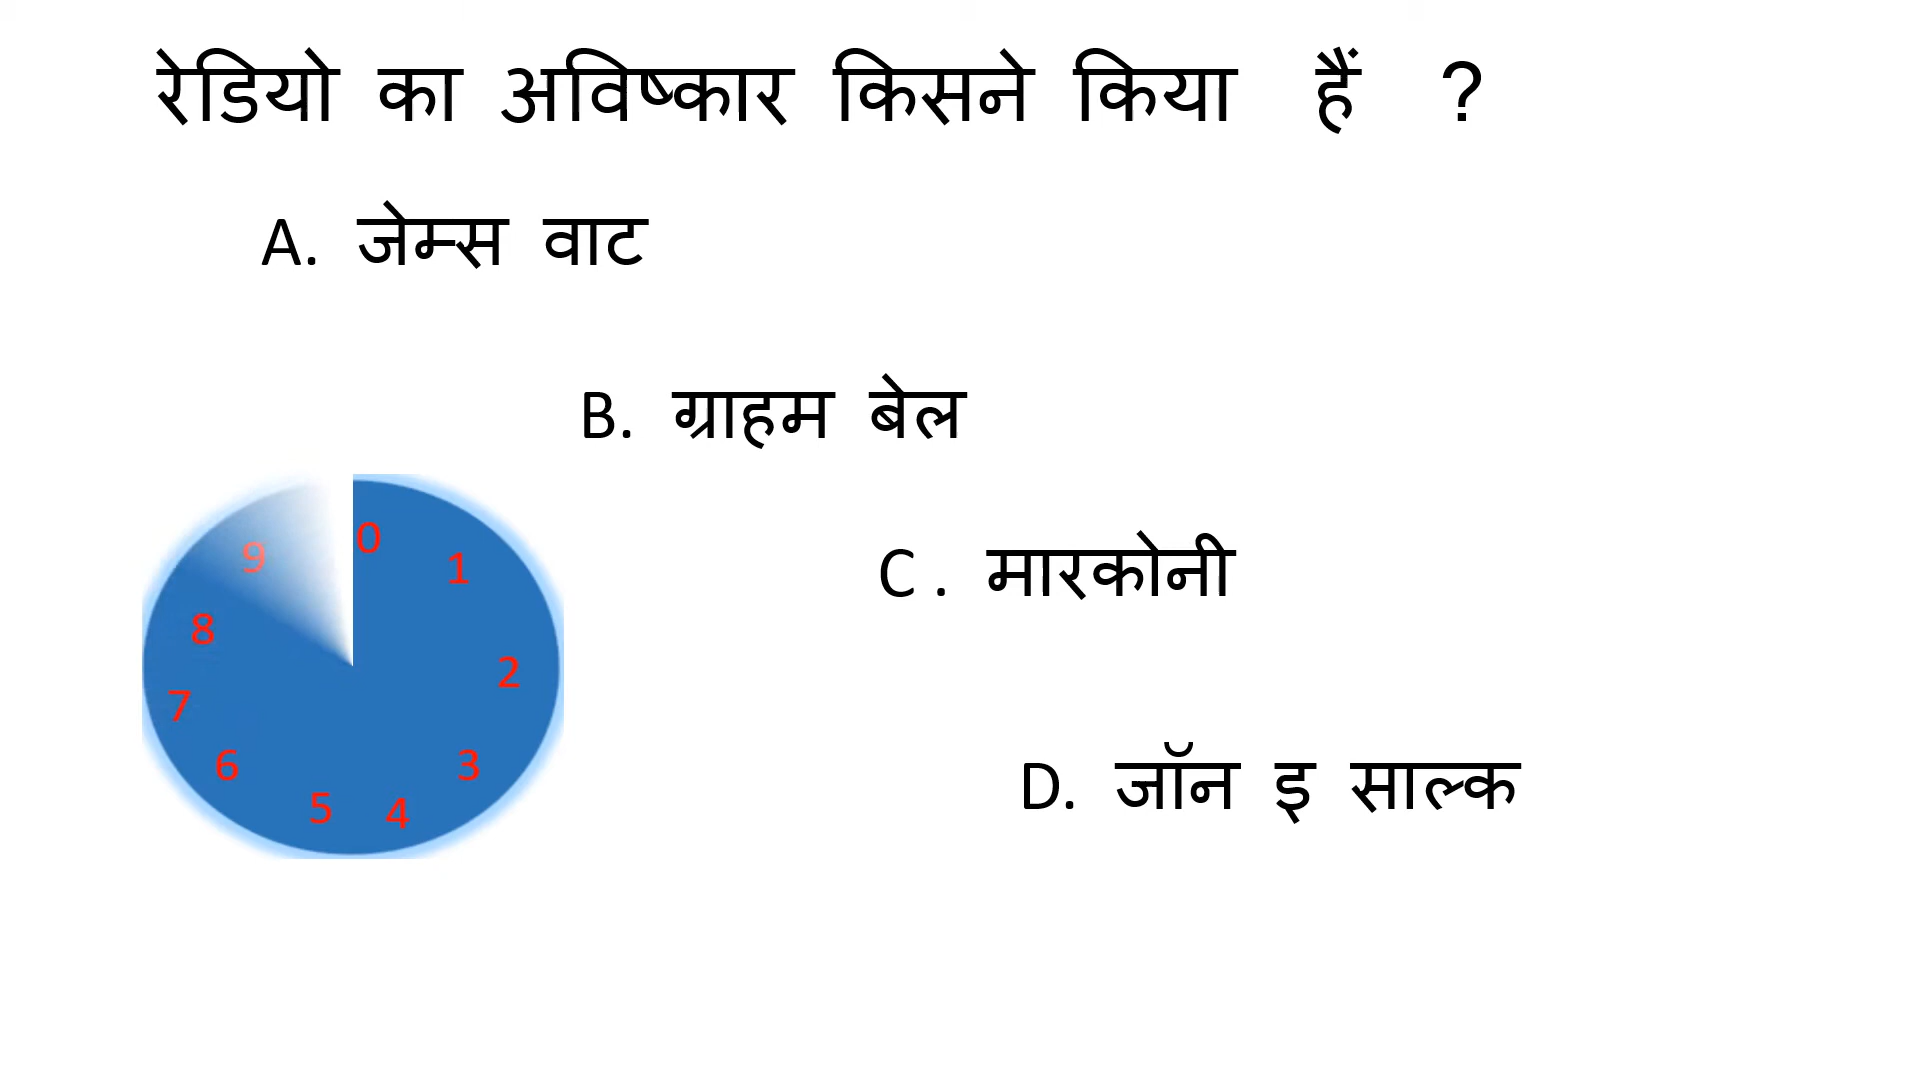 रेडियो का अविष्कार किसने किया हैं ?
A. जेम्स वाट
B. ग्राहम बेल
C . मारकोनी
D. जॉन इ साल्क
0
1
2
3
4
5
6
7
8
9